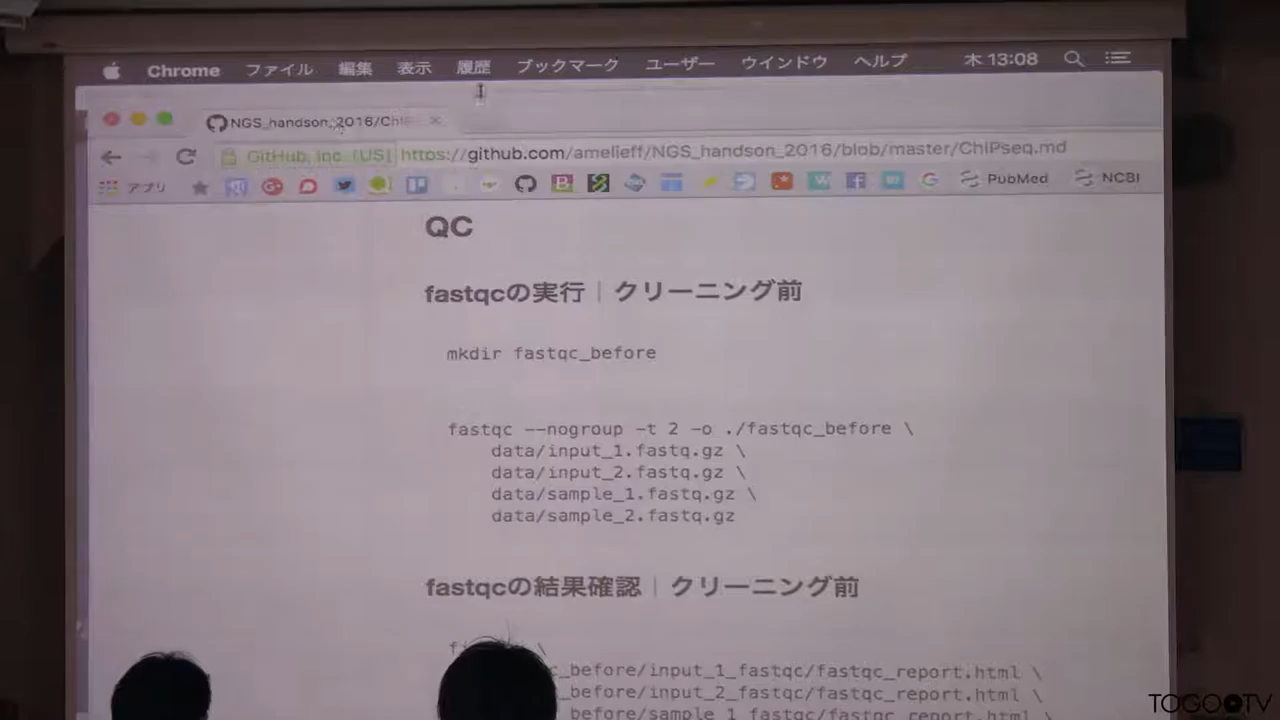 Chrome ファイル 編集 表示 履歴 ブックマーク ユーザー ウインドウ ヘルプ 木 13:08
NGS_handson_2016/ChIP
GitHub, Inc. [US] https://github.com/amelieff/NGS_handson_2016/blob/master/ChIPseq.md
アプリ PubMed NCBI
QC
fastqcの実行｜クリーニング前
mkdir fastqc_before
fastqc --nogroup -t 2 -o ./fastqc_before \
data/input_1.fastq.gz \
data/input_2.fastq.gz \
data/sample_1.fastq.gz \
data/sample_2.fastq.gz
fastqcの結果確認｜クリーニング前
\
c_before/input_1_fastqc/fastqc_report.html \
_before/input_2_fastqc/fastqc_report.html \
before/sample_1_fastqc/fastqc_report.html \
TOGOTV